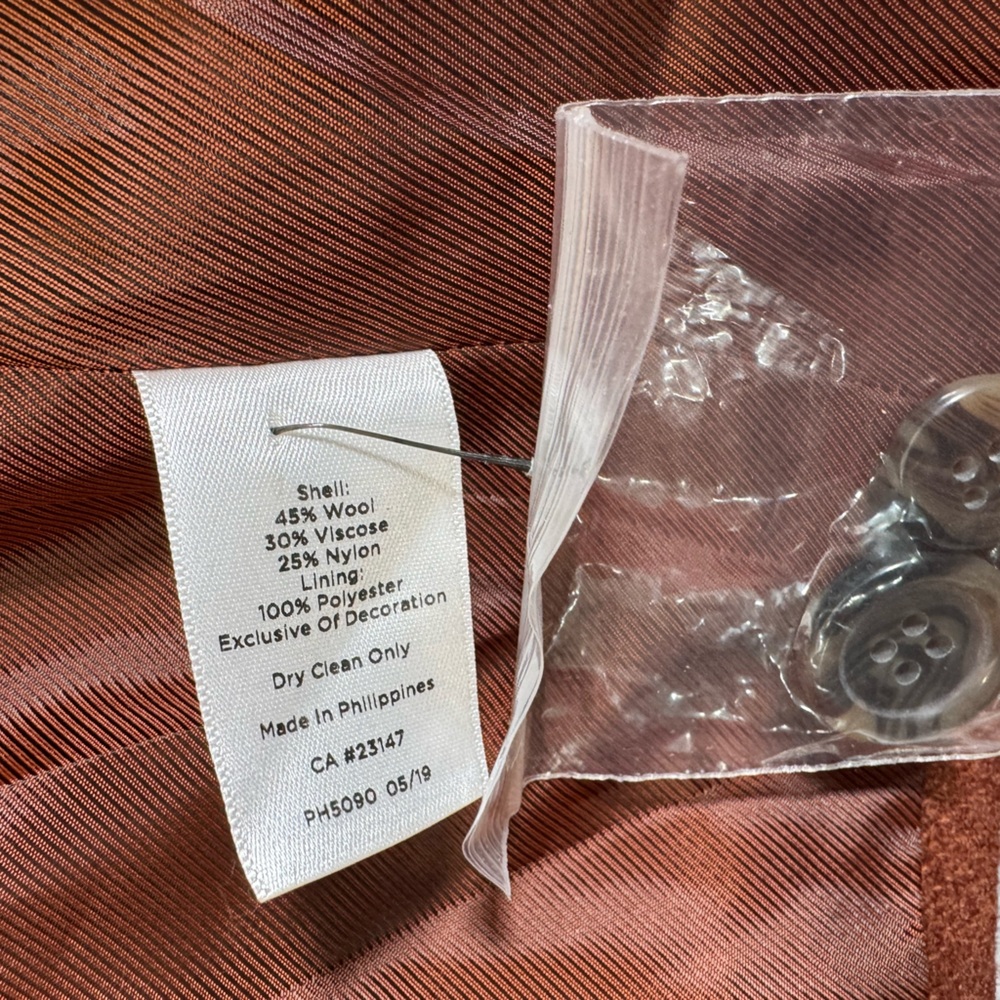 Shell:
45% Wool
30% Viscose
25% Nylon
Lining:
100% Polyester
Exclusive Of Decoration
Dry Clean Only
Made In Philippines
CA #23147
PH5090 05/19